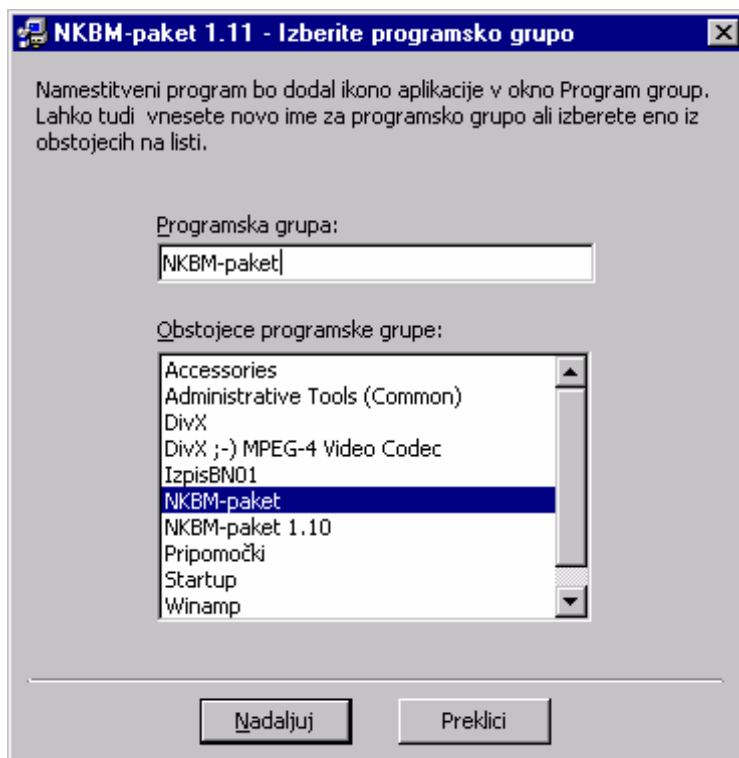 NKBM-paket 1.11 - Izberite programsko grupo
Namestitveni program bo dodal ikono aplikacije v okno Program group.
Lahko tudi vnesete novo ime za programsko grupo ali izberete eno iz
obstojecih na listi.
Programska grupa:
NKBM-paket
Obstojece programske grupe:
Accessories
Administrative Tools (Common)
DivX
DivX ;-) MPEG-4 Video Codec
IzpisBN01
NKBM-paket
NKBM-paket 1.10
Pripomočki
Startup
Winamp
Nadaljuj
Preklici